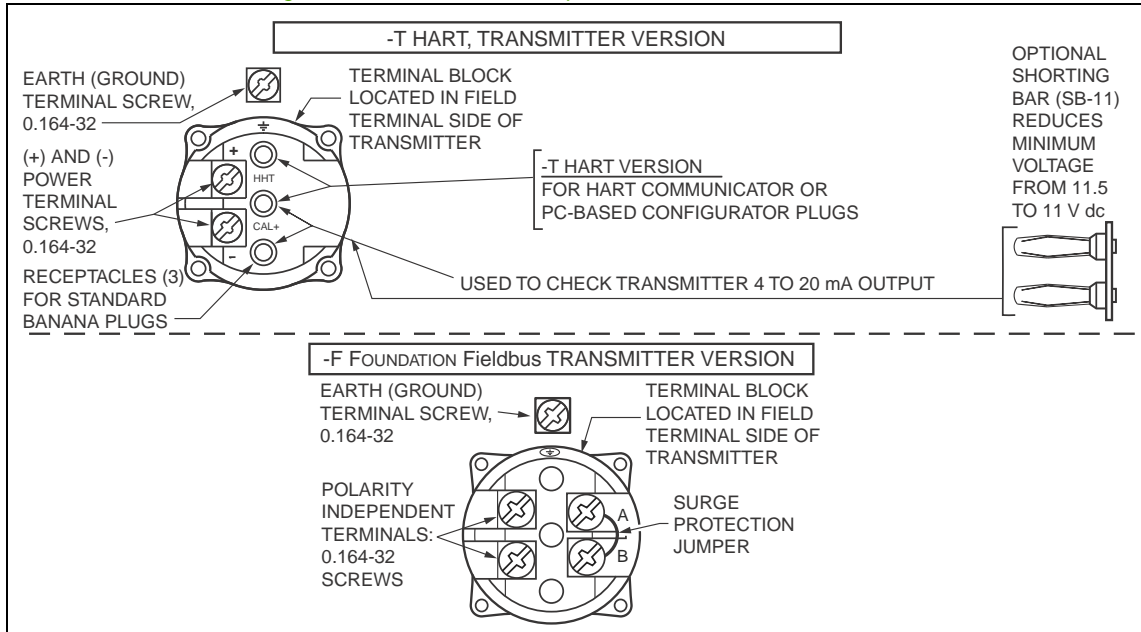 -T HART, TRANSMITTER VERSION
EARTH (GROUND)
TERMINAL SCREW,
0.164-32
TERMINAL BLOCK
LOCATED IN FIELD
TERMINAL SIDE OF
TRANSMITTER
OPTIONAL
SHORTING
BAR (SB-11)
REDUCES
MINIMUM
VOLTAGE
FROM 11.5
TO 11 V dc
(+) AND (-)
POWER
TERMINAL
SCREWS,
0.164-32
+
HHT
CAL+
-
-T HART VERSION
FOR HART COMMUNICATOR OR
PC-BASED CONFIGURATOR PLUGS
RECEPTACLES (3)
FOR STANDARD
BANANA PLUGS
USED TO CHECK TRANSMITTER 4 TO 20 mA OUTPUT
-F FOUNDATION Fieldbus TRANSMITTER VERSION
EARTH (GROUND)
TERMINAL SCREW,
0.164-32
TERMINAL BLOCK
LOCATED IN FIELD
TERMINAL SIDE OF
TRANSMITTER
POLARITY
INDEPENDENT
TERMINALS:
0.164-32
SCREWS
A
B
SURGE
PROTECTION
JUMPER